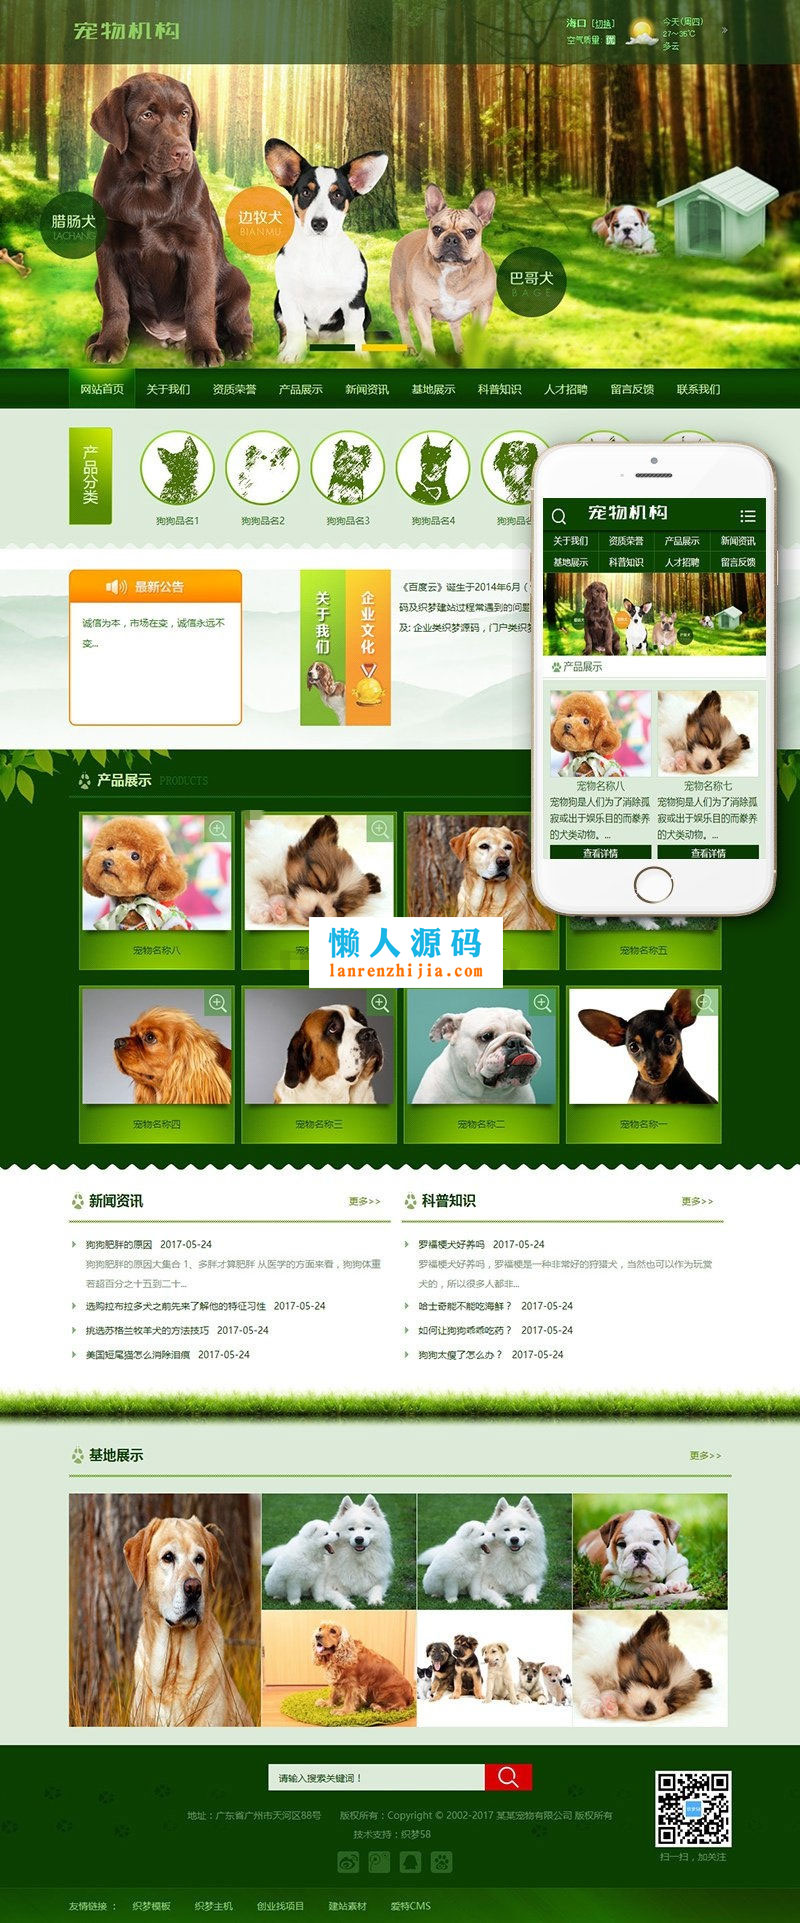 宠物机构
海口 [切换]
空气质量: 优
今天(周四)
27～35℃
多云
腊肠犬
LACHANG
边牧犬
BIANMU
巴哥犬
BAGE
网站首页 关于我们 资质荣誉 产品展示 新闻资讯 基地展示 科普知识 人才招聘 留言反馈 联系我们
产品分类
狗狗品名1 狗狗品名2 狗狗品名3 狗狗品名4 狗狗品名
宠物机构
关于我们 资质荣誉 产品展示 新闻资讯
基地展示 科普知识 人才招聘 留言反馈
腊肠犬 边牧犬 巴哥犬
产品展示
宠物名称八 宠物名称七
宠物狗是人们为了消除孤
寂或出于娱乐目的而豢养
的犬类动物。...
宠物狗是人们为了消除孤
寂或出于娱乐目的而豢养
的犬类动物。...
查看详情 查看详情
最新公告
诚信为本，市场在变，诚信永远不
变...
关于我们
企业文化
《百度云》诞生于2014年6月
码及织梦建站过程常遇到的问题
及: 企业类织梦源码，门户类织梦
产品展示 PRODUCTS
宠物名称八 宠物名称五
懒人源码
lanrenzhijia.com
宠物名称四 宠物名称三 宠物名称二 宠物名称一
新闻资讯 更多>>
狗狗肥胖的原因 2017-05-24
狗狗肥胖的原因大集合 1、多胖才算肥胖 从医学的方面来看，狗狗体重
若超百分之十五到二十...
选购拉布拉多犬之前先来了解他的特征习性 2017-05-24
挑选苏格兰牧羊犬的方法技巧 2017-05-24
美国短尾猫怎么消除泪痕 2017-05-24
科普知识 更多>>
罗福梗犬好养吗 2017-05-24
罗福梗犬好养吗，罗福梗是一种非常好的狩猎犬，当然也可以作为玩赏
犬的，所以很多人都非...
哈士奇能不能吃海鲜？ 2017-05-24
如何让狗狗乖乖吃药？ 2017-05-24
狗狗太瘦了怎么办？ 2017-05-24
基地展示 更多>>
请输入搜索关键词！
地址：广东省广州市天河区88号 版权所有：Copyright © 2002-2017 某某宠物有限公司 版权所有
技术支持：织梦58
织梦58
扫一扫，加关注
友情链接 ： 织梦模板 织梦主机 创业找项目 建站素材 爱特CMS